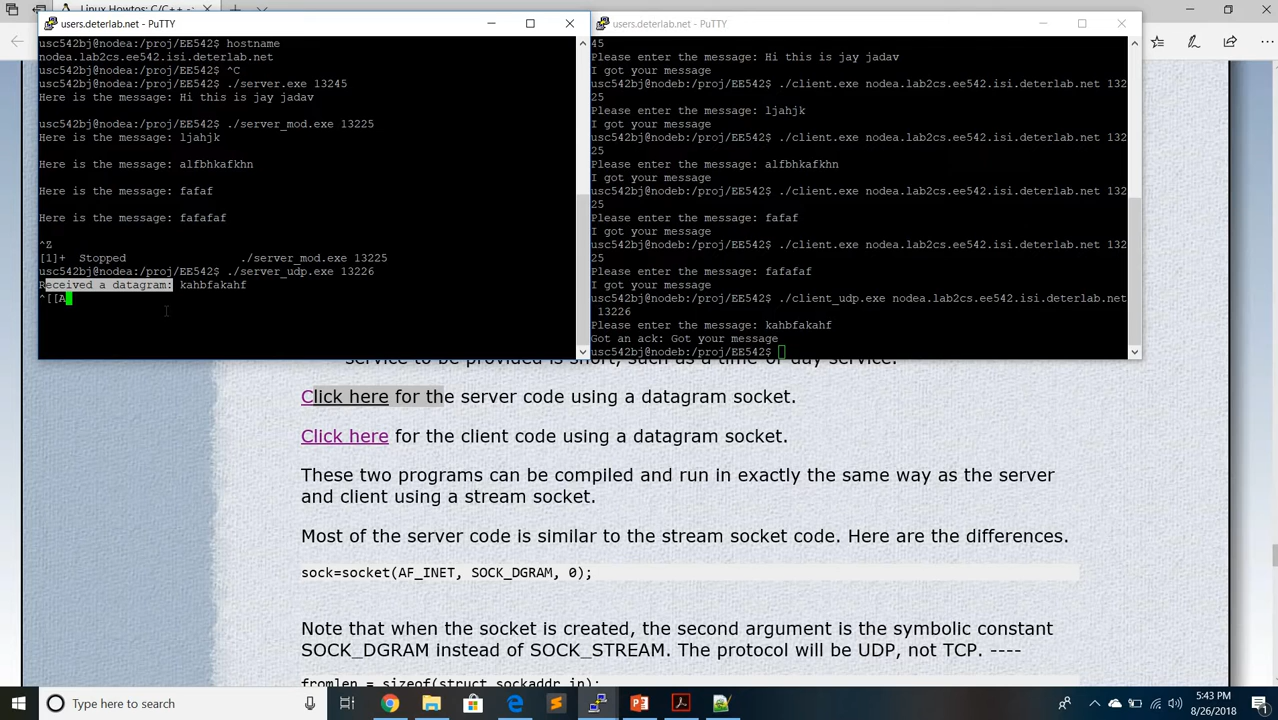 Linux Howtos: C/C++
users.deterlab.net - PuTTY
usc542bj@nodea:/proj/EE542$ hostname
nodea.lab2cs.ee542.isi.deterlab.net
usc542bj@nodea:/proj/EE542$ ^C
usc542bj@nodea:/proj/EE542$ ./server.exe 13245
Here is the message: Hi this is jay jadav
usc542bj@nodea:/proj/EE542$ ./server_mod.exe 13225
Here is the message: ljahjk
Here is the message: alfbhkafkhn
Here is the message: fafaf
Here is the message: fafafaf
^Z
[1]+  Stopped                 ./server_mod.exe 13225
usc542bj@nodea:/proj/EE542$ ./server_udp.exe 13226
Received a datagram: kahbfakahf
^[[A
users.deterlab.net - PuTTY
45
Please enter the message: Hi this is jay jadav
I got your message
usc542bj@nodeb:/proj/EE542$ ./client.exe nodea.lab2cs.ee542.isi.deterlab.net 132
25
Please enter the message: ljahjk
I got your message
usc542bj@nodeb:/proj/EE542$ ./client.exe nodea.lab2cs.ee542.isi.deterlab.net 132
25
Please enter the message: alfbhkafkhn
I got your message
usc542bj@nodeb:/proj/EE542$ ./client.exe nodea.lab2cs.ee542.isi.deterlab.net 132
25
Please enter the message: fafaf
I got your message
usc542bj@nodeb:/proj/EE542$ ./client.exe nodea.lab2cs.ee542.isi.deterlab.net 132
25
Please enter the message: fafafaf
I got your message
usc542bj@nodeb:/proj/EE542$ ./client_udp.exe nodea.lab2cs.ee542.isi.deterlab.net
13226
Please enter the message: kahbfakahf
Got an ack: Got your message
usc542bj@nodeb:/proj/EE542$
service to be provided is short, such as a time-of-day service.
Click here for the server code using a datagram socket.
Click here for the client code using a datagram socket.
These two programs can be compiled and run in exactly the same way as the server
and client using a stream socket.
Most of the server code is similar to the stream socket code. Here are the differences.
sock=socket(AF_INET, SOCK_DGRAM, 0);
Note that when the socket is created, the second argument is the symbolic constant
SOCK_DGRAM instead of SOCK_STREAM. The protocol will be UDP, not TCP. ----
fromlen = sizeof(struct sockaddr_in);
Type here to search
5:43 PM
8/26/2018